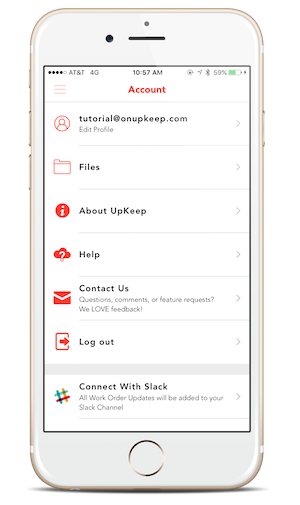 AT&T 4G 10:57 AM 59%
Account
tutorial@onupkeep.com
Edit Profile
Files
About UpKeep
Help
Contact Us
Questions, comments, or feature requests?
We LOVE feedback!
Log out
Connect With Slack
All Work Order Updates will be added to your
Slack Channel